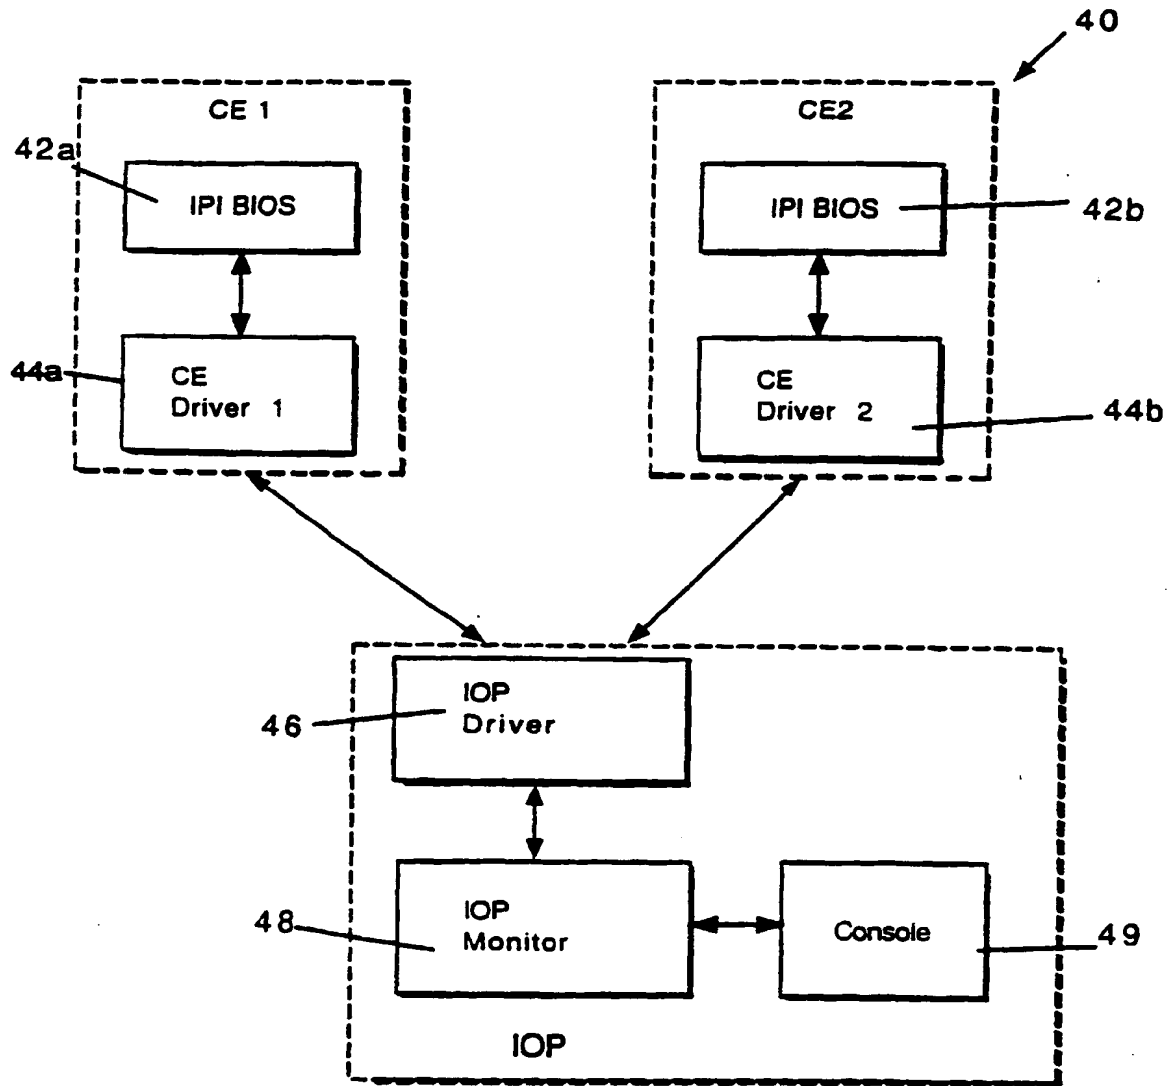 40
CE 1
CE2
42a
IPI BIOS
IPI BIOS
42b
44a
CE
Driver 1
CE
Driver 2
44b
46
IOP
Driver
48
IOP
Monitor
Console
49
IOP